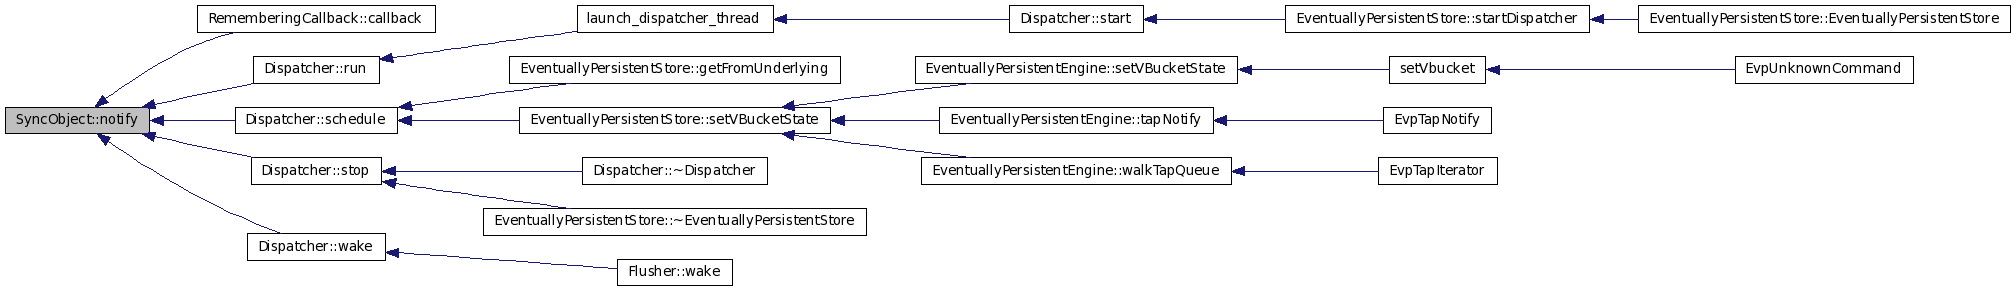 RememberingCallback::callback
launch_dispatcher_thread
Dispatcher::start
EventuallyPersistentStore::startDispatcher
EventuallyPersistentStore::EventuallyPersistentStore
Dispatcher::run
EventuallyPersistentStore::getFromUnderlying
EventuallyPersistentEngine::setVBucketState
setVbucket
EvpUnknownCommand
SyncObject::notify
Dispatcher::schedule
EventuallyPersistentStore::setVBucketState
EventuallyPersistentEngine::tapNotify
EvpTapNotify
Dispatcher::stop
Dispatcher::~Dispatcher
EventuallyPersistentEngine::walkTapQueue
EvpTapIterator
EventuallyPersistentStore::~EventuallyPersistentStore
Dispatcher::wake
Flusher::wake